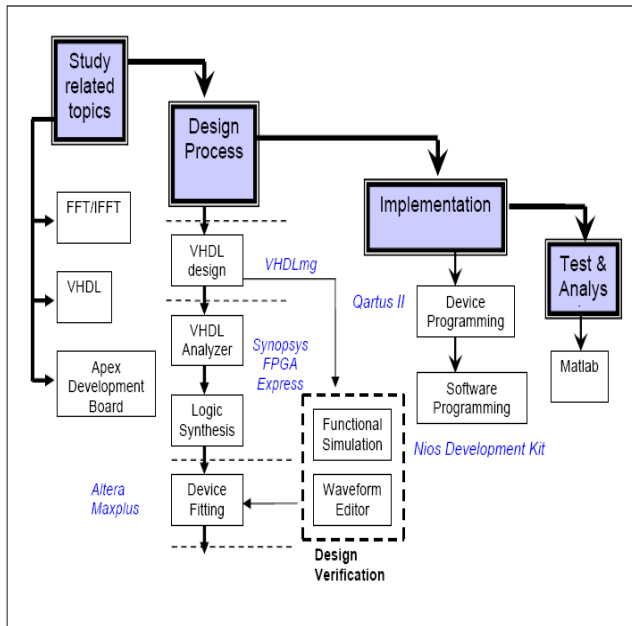 Study
related
topics
Design
Process
Implementation
Test &
Analys
FFT/IFFT
VHDL
Apex
Development
Board
VHDL
design
VHDLmg
VHDL
Analyzer
Synopsys
FPGA
Express
Logic
Synthesis
Altera
Maxplus
Device
Fitting
Functional
Simulation
Waveform
Editor
Design
Verification
Qartus II
Device
Programming
Software
Programming
Nios Development Kit
Matlab